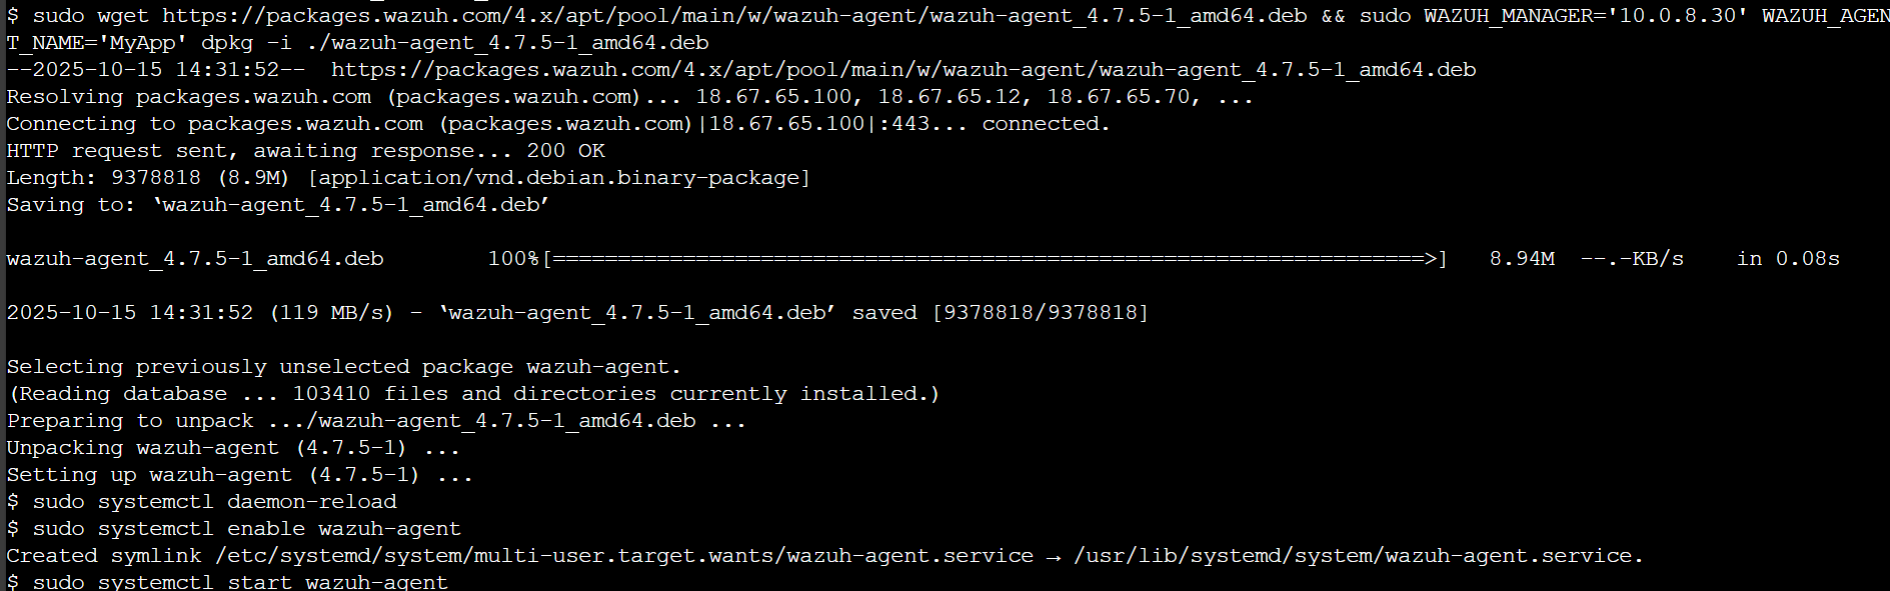 $ sudo wget https://packages.wazuh.com/4.x/apt/pool/main/w/wazuh-agent/wazuh-agent_4.7.5-1_amd64.deb && sudo WAZUH_MANAGER='10.0.8.30' WAZUH_AGEN
T_NAME='MyApp' dpkg -i ./wazuh-agent_4.7.5-1_amd64.deb
--2025-10-15 14:31:52--  https://packages.wazuh.com/4.x/apt/pool/main/w/wazuh-agent/wazuh-agent_4.7.5-1_amd64.deb
Resolving packages.wazuh.com (packages.wazuh.com)... 18.67.65.100, 18.67.65.12, 18.67.65.70, ...
Connecting to packages.wazuh.com (packages.wazuh.com)|18.67.65.100|:443... connected.
HTTP request sent, awaiting response... 200 OK
Length: 9378818 (8.9M) [application/vnd.debian.binary-package]
Saving to: ‘wazuh-agent_4.7.5-1_amd64.deb’
wazuh-agent_4.7.5-1_amd64.deb        100%[===================================================================>]   8.94M  --.-KB/s    in 0.08s
2025-10-15 14:31:52 (119 MB/s) - ‘wazuh-agent_4.7.5-1_amd64.deb’ saved [9378818/9378818]
Selecting previously unselected package wazuh-agent.
(Reading database ... 103410 files and directories currently installed.)
Preparing to unpack .../wazuh-agent_4.7.5-1_amd64.deb ...
Unpacking wazuh-agent (4.7.5-1) ...
Setting up wazuh-agent (4.7.5-1) ...
$ sudo systemctl daemon-reload
$ sudo systemctl enable wazuh-agent
Created symlink /etc/systemd/system/multi-user.target.wants/wazuh-agent.service → /usr/lib/systemd/system/wazuh-agent.service.
$ sudo systemctl start wazuh-agent